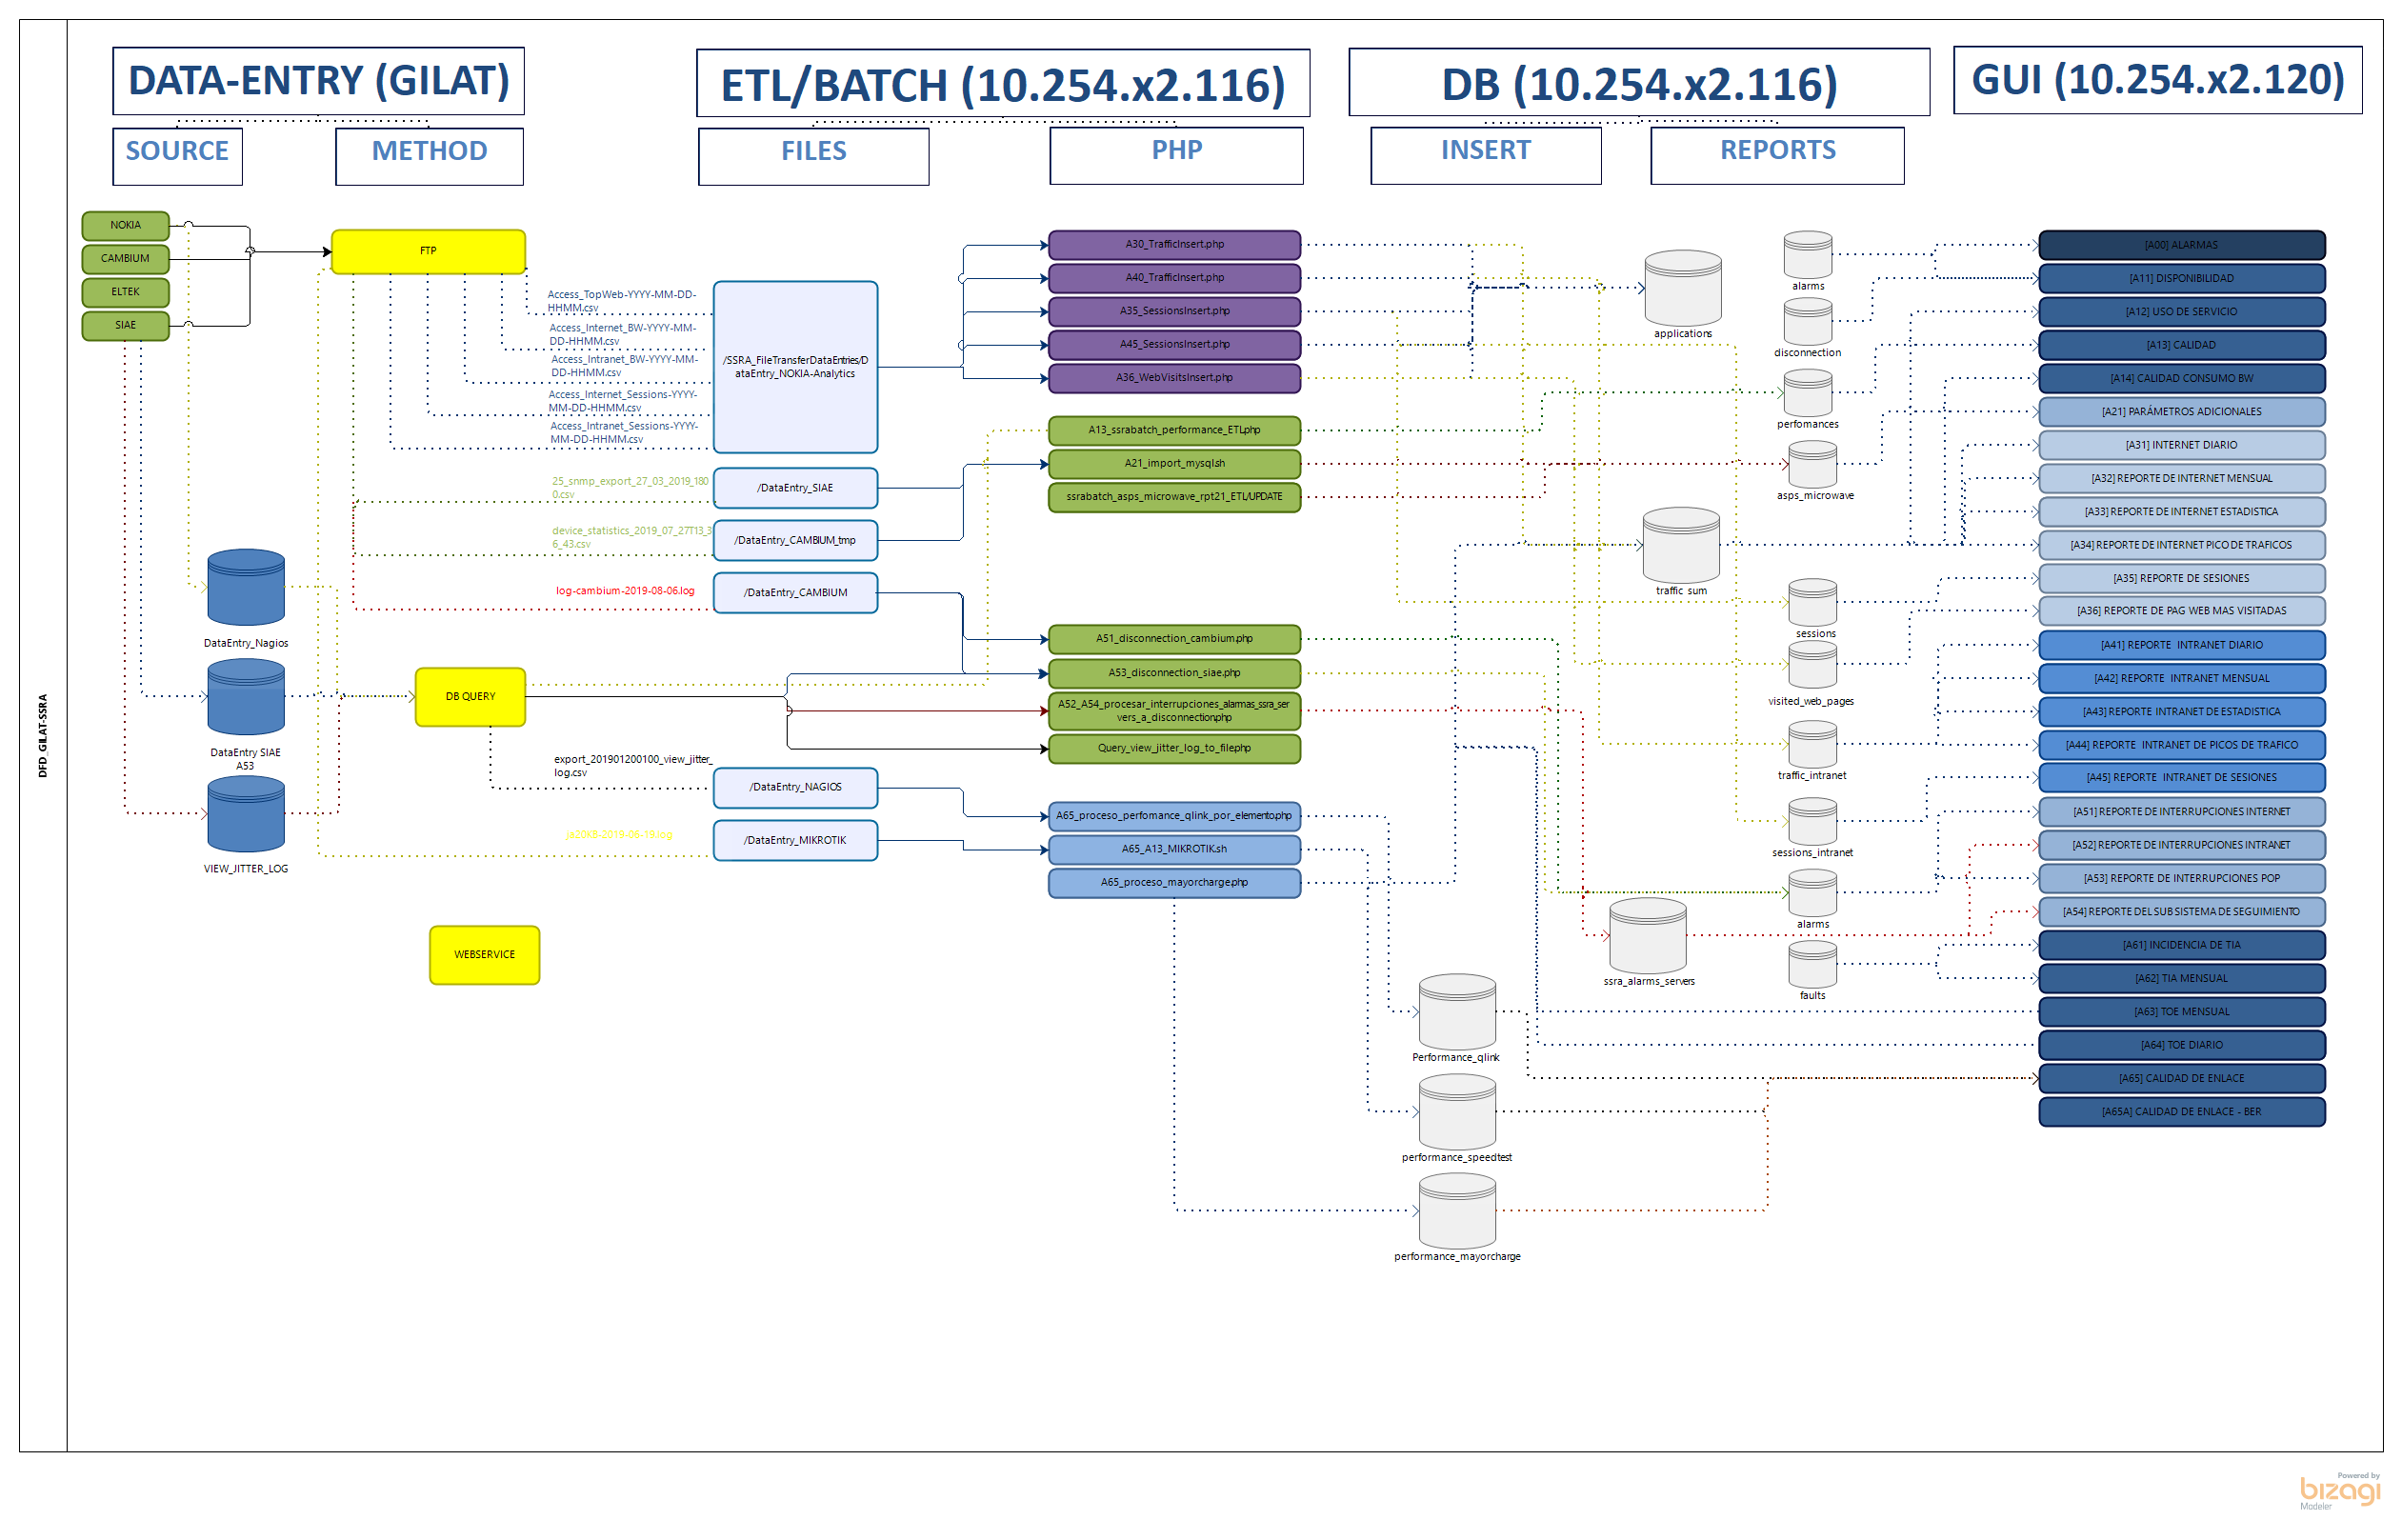 DFD_GILAT-SSRA
DATA-ENTRY (GILAT)
ETL/BATCH (10.254.x2.116)
DB (10.254.x2.116)
GUI (10.254.x2.120)
SOURCE
METHOD
FILES
PHP
INSERT
REPORTS
NOKIA
CAMBIUM
ELTEK
SIAE
DataEntry_Nagios
DataEntry SIAE
A53
VIEW_JITTER_LOG
FTP
DB QUERY
WEBSERVICE
Access_TopWeb-YYYY-MM-DD-
HHMM.csv
Access_Internet_BW-YYYY-MM-
DD-HHMM.csv
Access_Intranet_BW-YYYY-MM-
DD-HHMM.csv
Access_Internet_Sessions-YYYY-
MM-DD-HHMM.csv
Access_Intranet_Sessions-YYYY-
MM-DD-HHMM.csv
25_snmp_export_27_03_2019_180
0.csv
device_statistics_2019_07_27T13_3
6_43.csv
log-cambium-2019-08-06.log
export_201901200100_view_jitter_
log.csv
ja20k8-2019-06-19.log
/SSRA_FileTransferDataEntries/D
ataEntry_NOKIA-Analytics
/DataEntry_SIAE
/DataEntry_CAMBIUM_tmp
/DataEntry_CAMBIUM
/DataEntry_NAGIOS
/DataEntry_MIKROTIK
A30_TrafficInsert.php
A40_TrafficInsert.php
A35_SessionsInsert.php
A45_SessionsInsert.php
A36_WebVisitsInsert.php
A13_ssrabatch_performance_ETL.php
A21_import_mysql.sh
ssrabatch_asps_microwave_rpt21_ETL/UPDATE
A51_disconnection_cambium.php
A53_disconnection_siae.php
A52_A54_procesar_interrupciones_alarmas_ssra_ser
vers_a_disconnection.php
Query_view_jitter_log_to_file.php
A65_proceso_perfomance_qlink_por_elemento.php
A65_A13_MIKROTIK.sh
A65_proceso_mayorcharge.php
Performance_qlink
performance_speedtest
performance_mayorcharge
applications
traffic sum
ssra_alarms_servers
alarms
disconnection
perfomances
asps_microwave
sessions
visited_web_pages
traffic_intranet
sessions_intranet
alarms
faults
[A00] ALARMAS
[A11] DISPONIBILIDAD
[A12] USO DE SERVICIO
[A13] CALIDAD
[A14] CALIDAD CONSUMO BW
[A21] PARÁMETROS ADICIONALES
[A31] INTERNET DIARIO
[A32] REPORTE DE INTERNET MENSUAL
[A33] REPORTE DE INTERNET ESTADISTICA
[A34] REPORTE DE INTERNET PICO DE TRAFICOS
[A35] REPORTE DE SESIONES
[A36] REPORTE DE PAG WEB MAS VISITADAS
[A41] REPORTE INTRANET DIARIO
[A42] REPORTE INTRANET MENSUAL
[A43] REPORTE INTRANET DE ESTADISTICA
[A44] REPORTE INTRANET DE PICOS DE TRAFICO
[A45] REPORTE INTRANET DE SESIONES
[A51] REPORTE DE INTERRUPCIONES INTERNET
[A52] REPORTE DE INTERRUPCIONES INTRANET
[A53] REPORTE DE INTERRUPCIONES POP
[A54] REPORTE DEL SUB SISTEMA DE SEGUIMIENTO
[A61] INCIDENCIA DE TIA
[A62] TIA MENSUAL
[A63] TOE MENSUAL
[A64] TOE DIARIO
[A65] CALIDAD DE ENLACE
[A65A] CALIDAD DE ENLACE - BER
Powered by
bizagi
Modeler